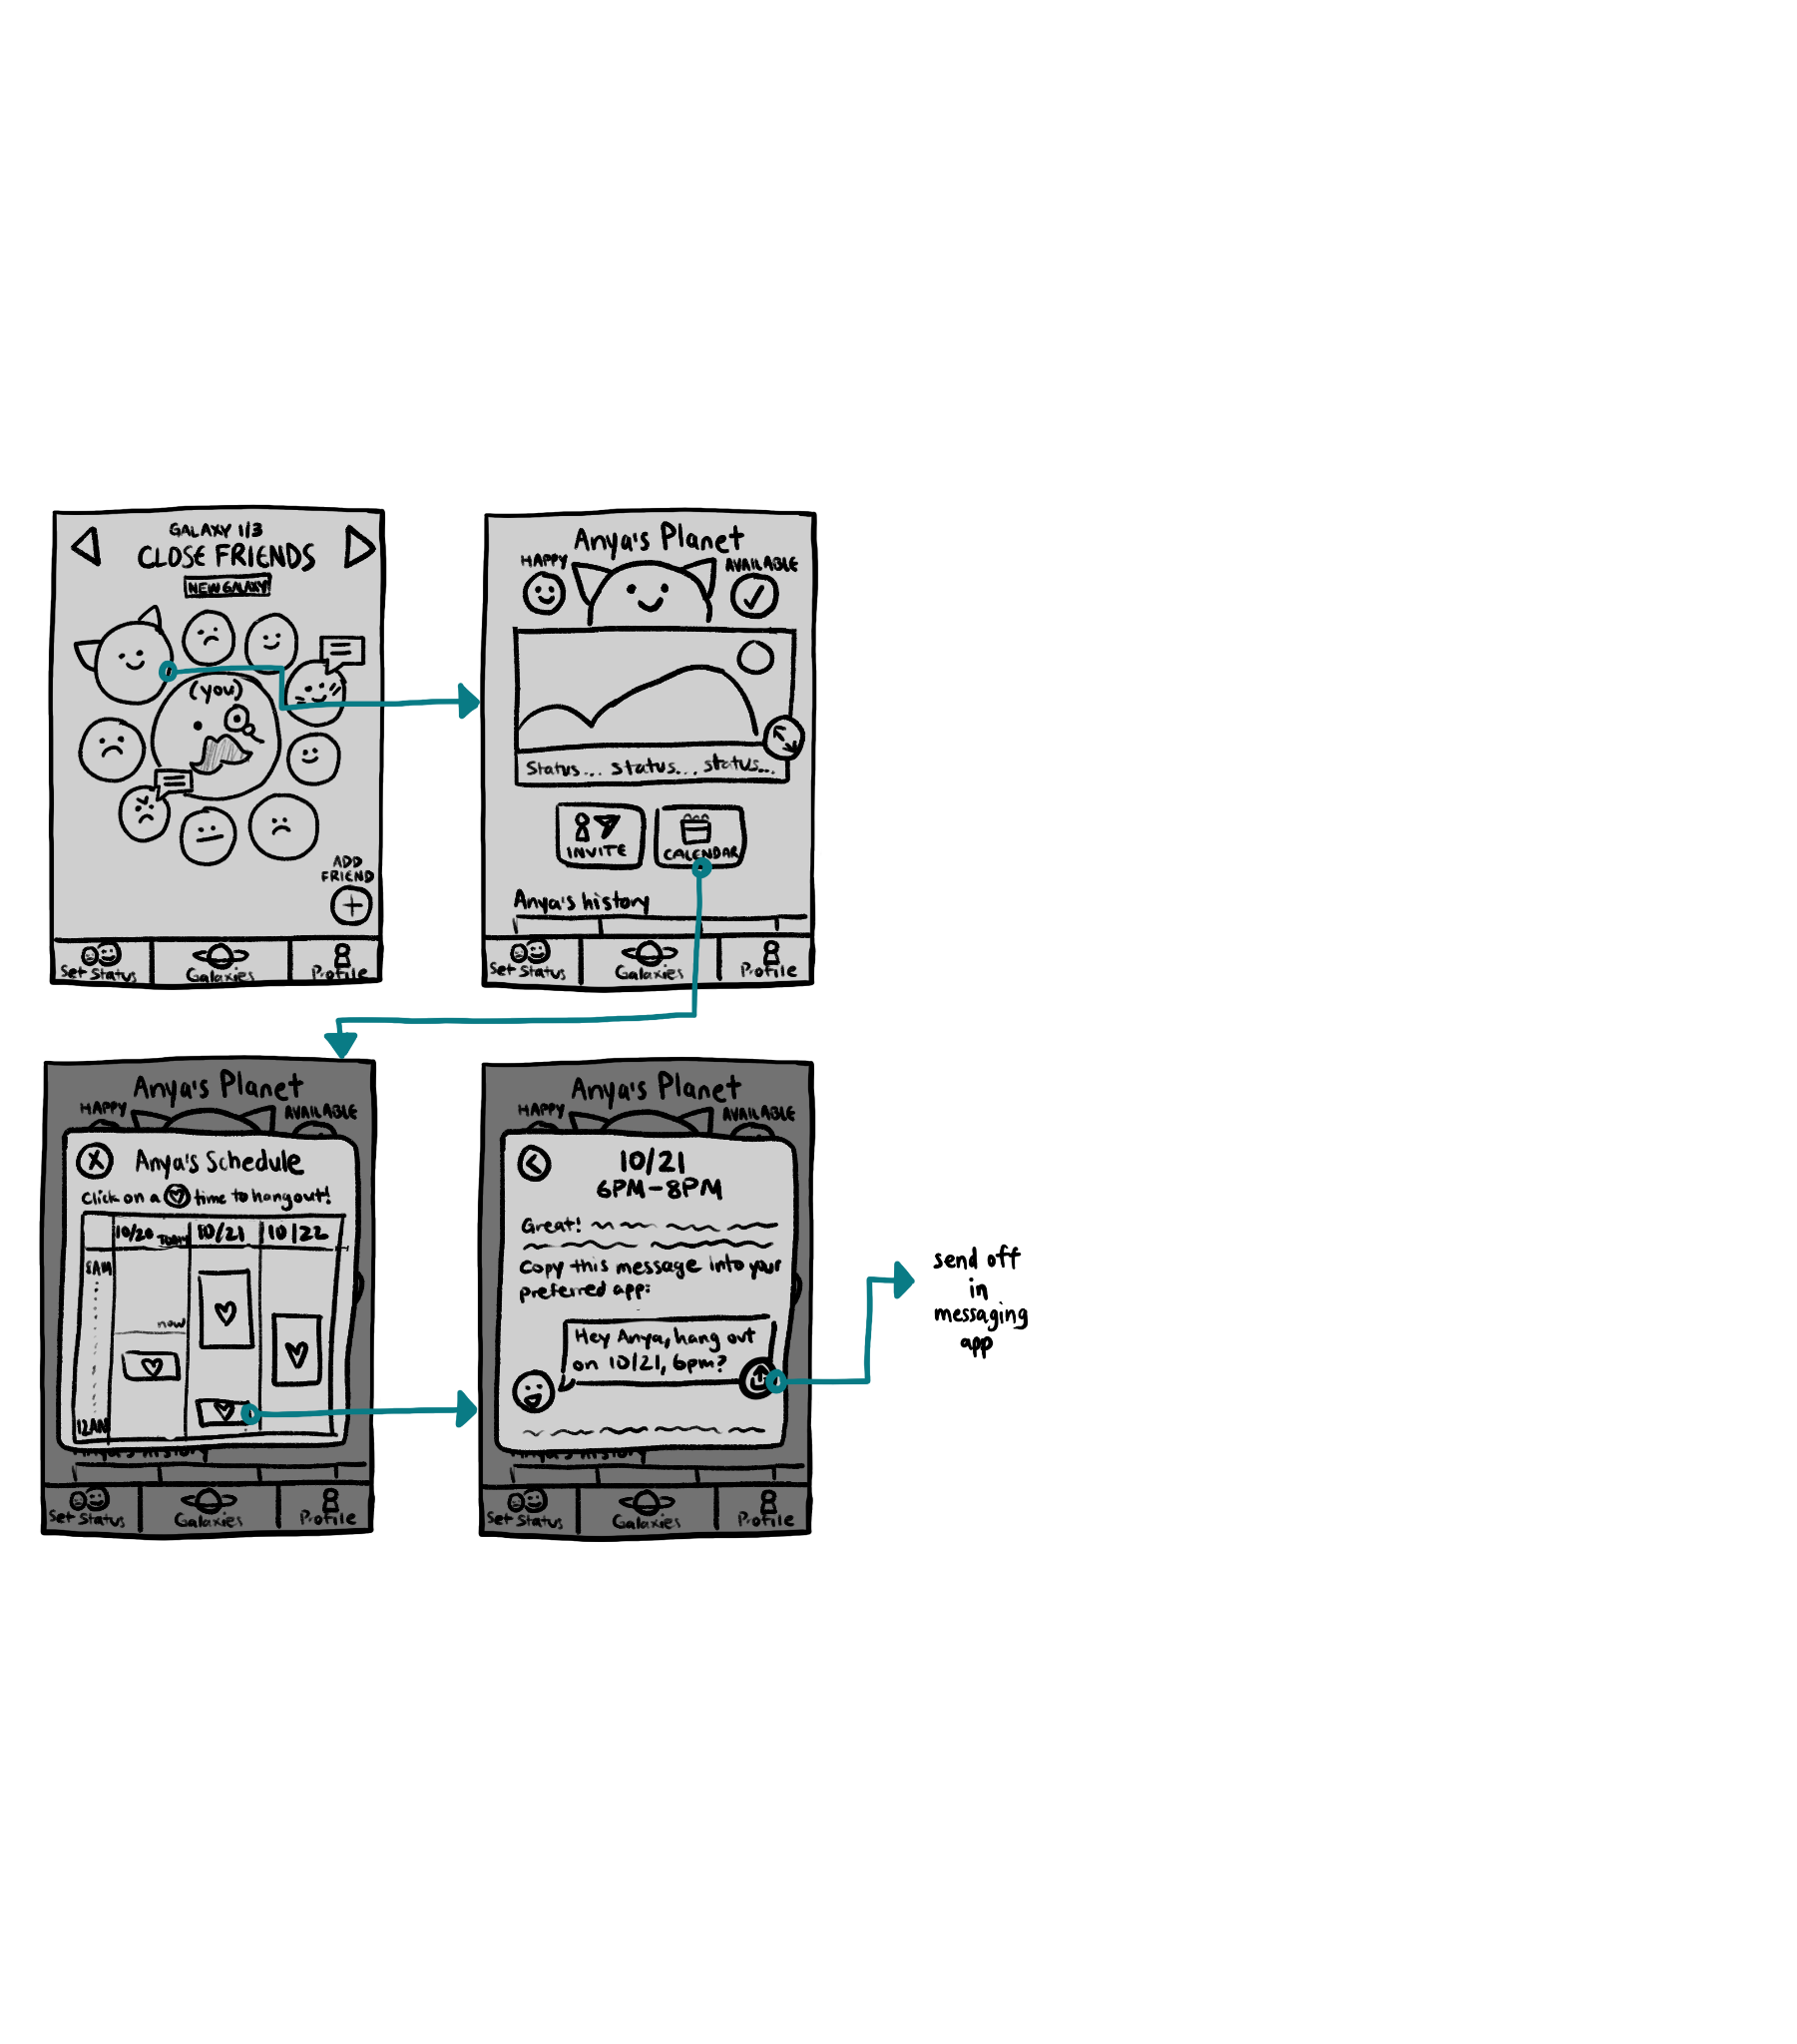 GALAXY 1/3
CLOSE FRIENDS
NEW GALAXY
(you)
ADD
FRIEND
Set Status
Galaxies
Profile
Anya's Planet
HAPPY
AVAILABLE
Status... status... status...
INVITE
CALENDAR
Anya's history
Set Status
Galaxies
Profile
Anya's Planet
HAPPY
AVAILABLE
Anya's Schedule
Click on a time to hangout!
10/20 TODAY 10/21 10/22
8AM
now
12AM
Anya's history
Set Status
Galaxies
Profile
Anya's Planet
HAPPY
AVAILABLE
10/21
6PM-8PM
Great!
Copy this message into your
preferred app:
Hey Anya, hang out
on 10/21, 6pm?
Anya's history
Set Status
Galaxies
Profile
send off
in
messaging
app